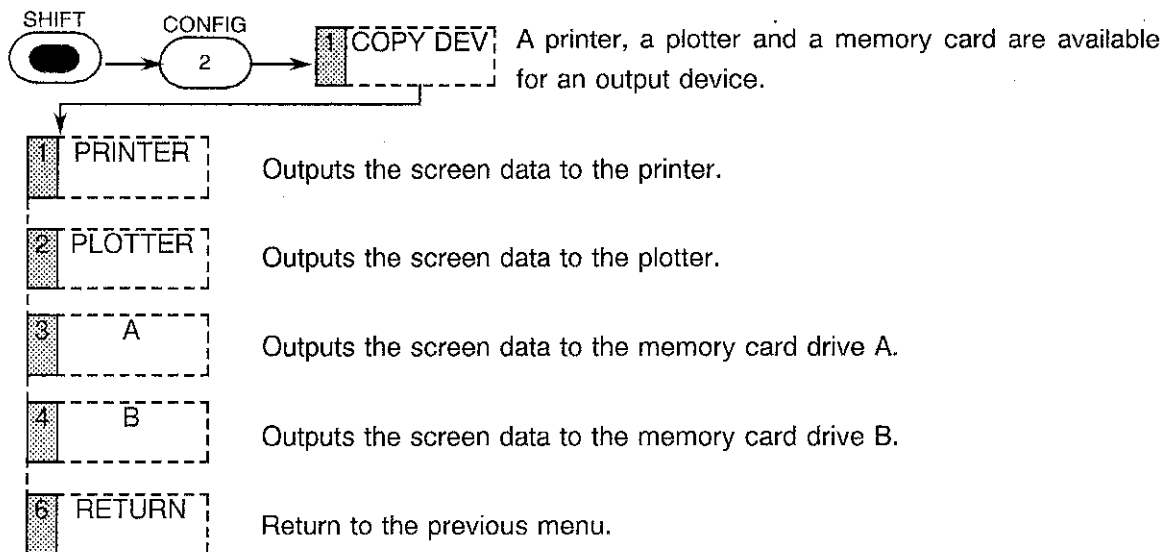 SHIFT
CONFIG
2
1 COPY DEV
A printer, a plotter and a memory card are available
for an output device.
1 PRINTER
Outputs the screen data to the printer.
2 PLOTTER
Outputs the screen data to the plotter.
3 A
Outputs the screen data to the memory card drive A.
4 B
Outputs the screen data to the memory card drive B.
6 RETURN
Return to the previous menu.